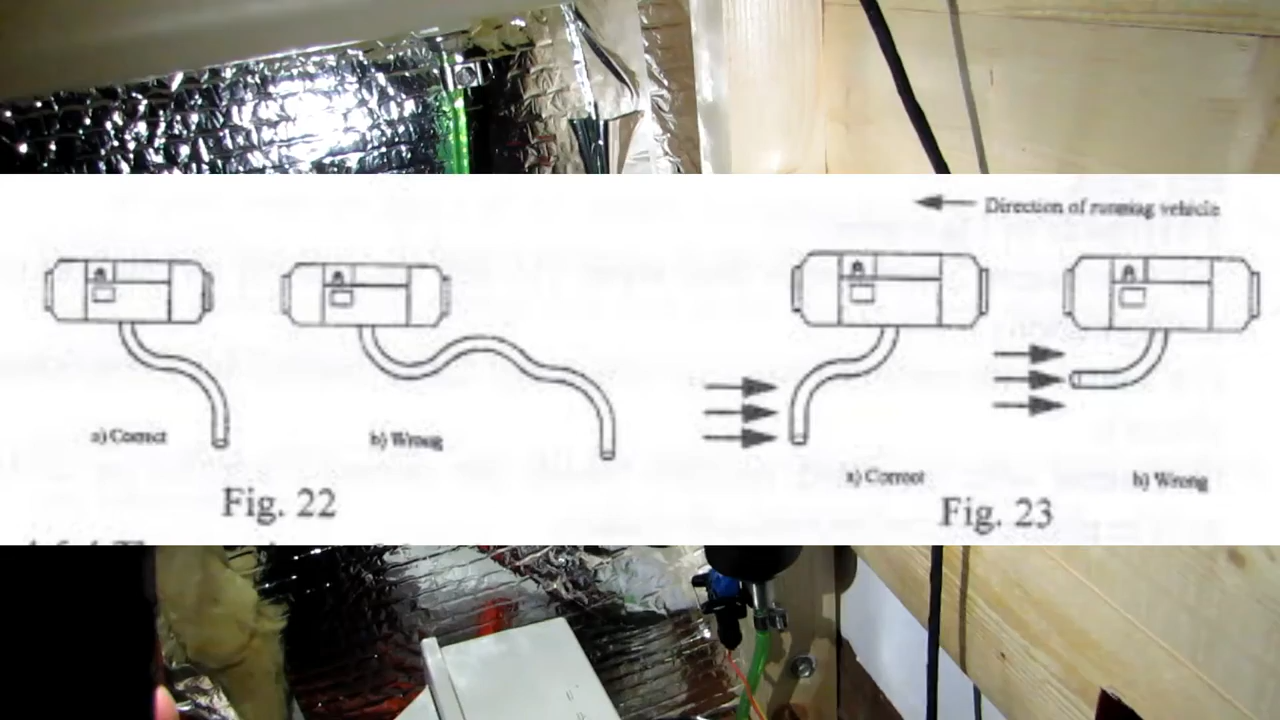 Direction of running vehicle
a) Correct
b) Wrong
a) Correct
b) Wrong
Fig. 22
Fig. 23